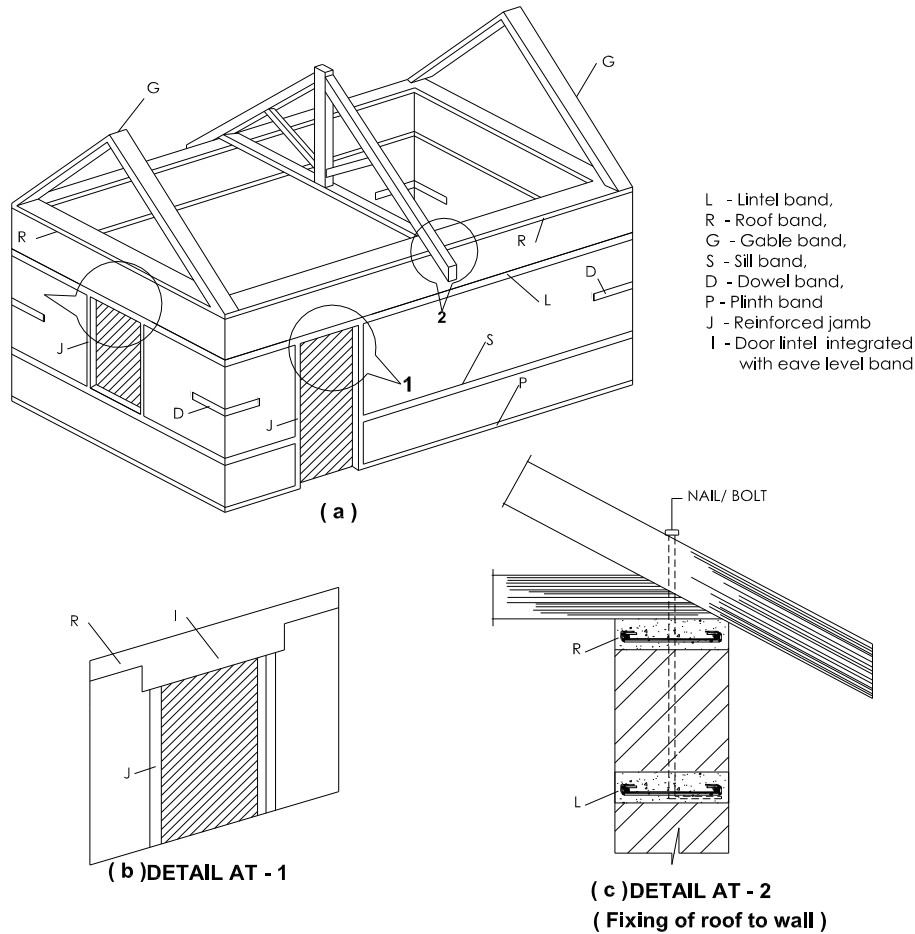 G
G
R
R
L
D
2
J
1
S
D
J
P
( a )
L - Lintel band,
R - Roof band,
G - Gable band,
S - Sill band,
D - Dowel band,
P - Plinth band
J - Reinforced jamb
I - Door lintel integrated
with eave level band
R
I
J
( b )DETAIL AT - 1
NAIL/ BOLT
R
L
( c )DETAIL AT - 2
( Fixing of roof to wall )